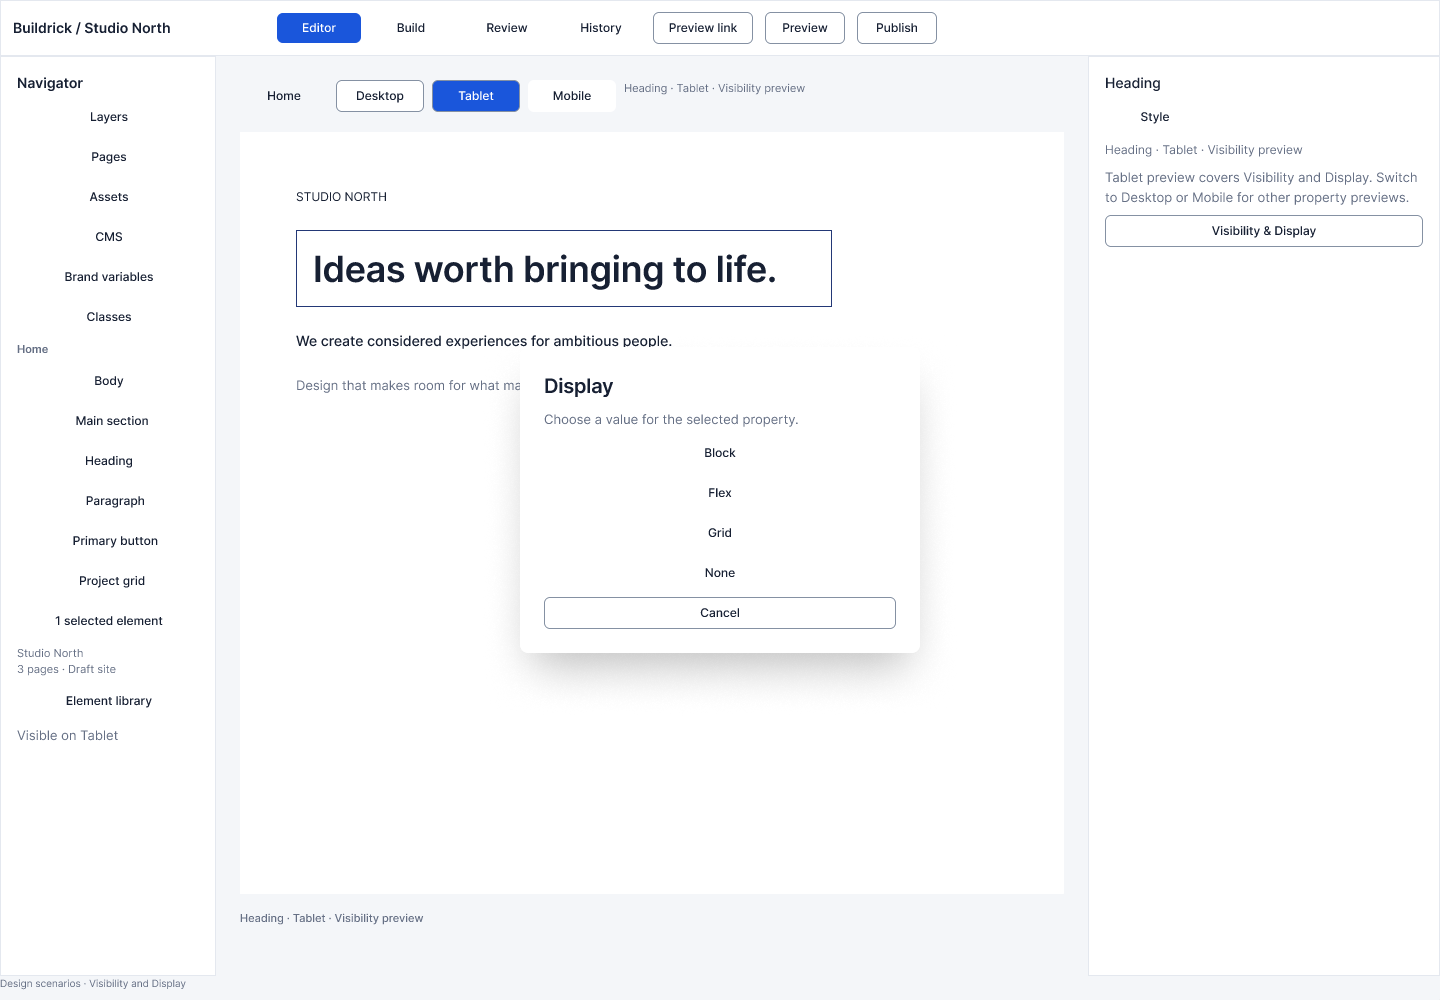 Buildrick / Studio North
Editor
Build
Review
History
Preview link
Preview
Publish
Navigator
Layers
Pages
Assets
CMS
Brand variables
Classes
Home
Body
Main section
Heading
Paragraph
Primary button
Project grid
1 selected element
Studio North
3 pages · Draft site
Element library
Visible on Tablet
Home
Desktop
Tablet
Mobile
Heading · Tablet · Visibility preview
STUDIO NORTH
Ideas worth bringing to life.
We create considered experiences for ambitious people.
Design that makes room for what
Display
Choose a value for the selected property.
Block
Flex
Grid
None
Cancel
Heading · Tablet · Visibility preview
Heading
Style
Heading · Tablet · Visibility preview
Tablet preview covers Visibility and Display. Switch
to Desktop or Mobile for other property previews.
Visibility & Display
Design scenarios · Visibility and Display